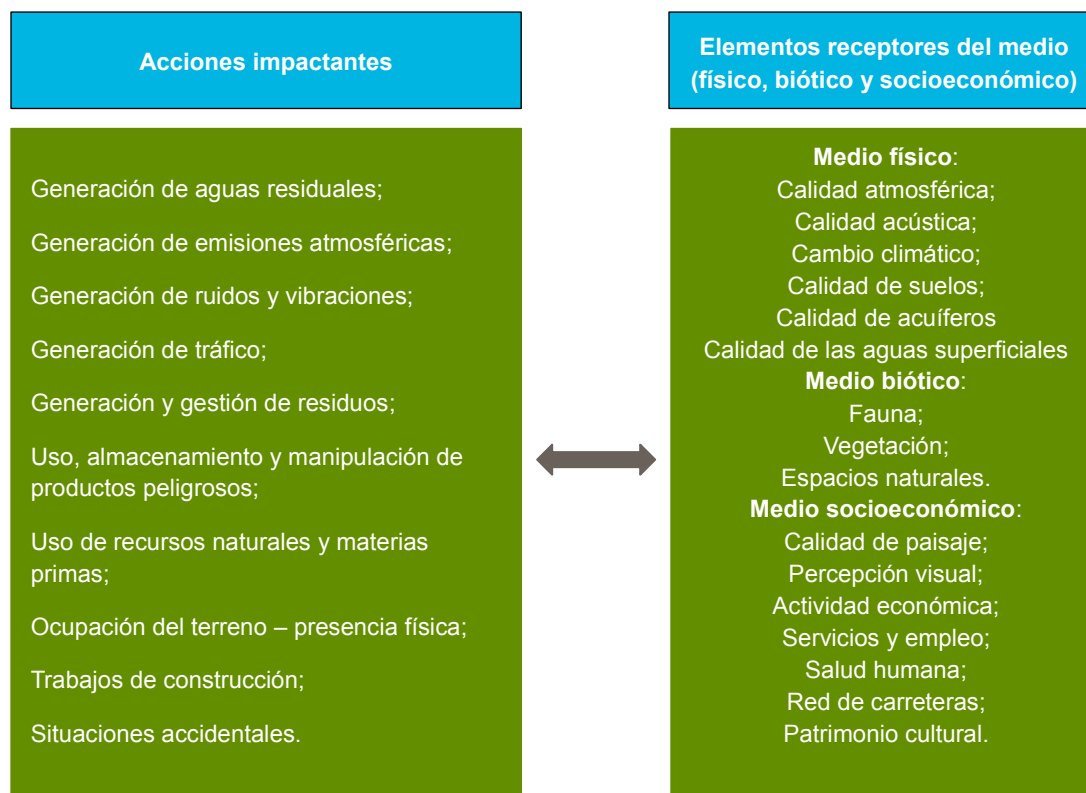 Acciones impactantes
Generación de aguas residuales;
Generación de emisiones atmosféricas;
Generación de ruidos y vibraciones;
Generación de tráfico;
Generación y gestión de residuos;
Uso, almacenamiento y manipulación de
productos peligrosos;
Uso de recursos naturales y materias
primas;
Ocupación del terreno – presencia física;
Trabajos de construcción;
Situaciones accidentales.
Elementos receptores del medio
(físico, biótico y socioeconómico)
Medio físico:
Calidad atmosférica;
Calidad acústica;
Cambio climático;
Calidad de suelos;
Calidad de acuíferos
Calidad de las aguas superficiales
Medio biótico:
Fauna;
Vegetación;
Espacios naturales.
Medio socioeconómico:
Calidad de paisaje;
Percepción visual;
Actividad económica;
Servicios y empleo;
Salud humana;
Red de carreteras;
Patrimonio cultural.